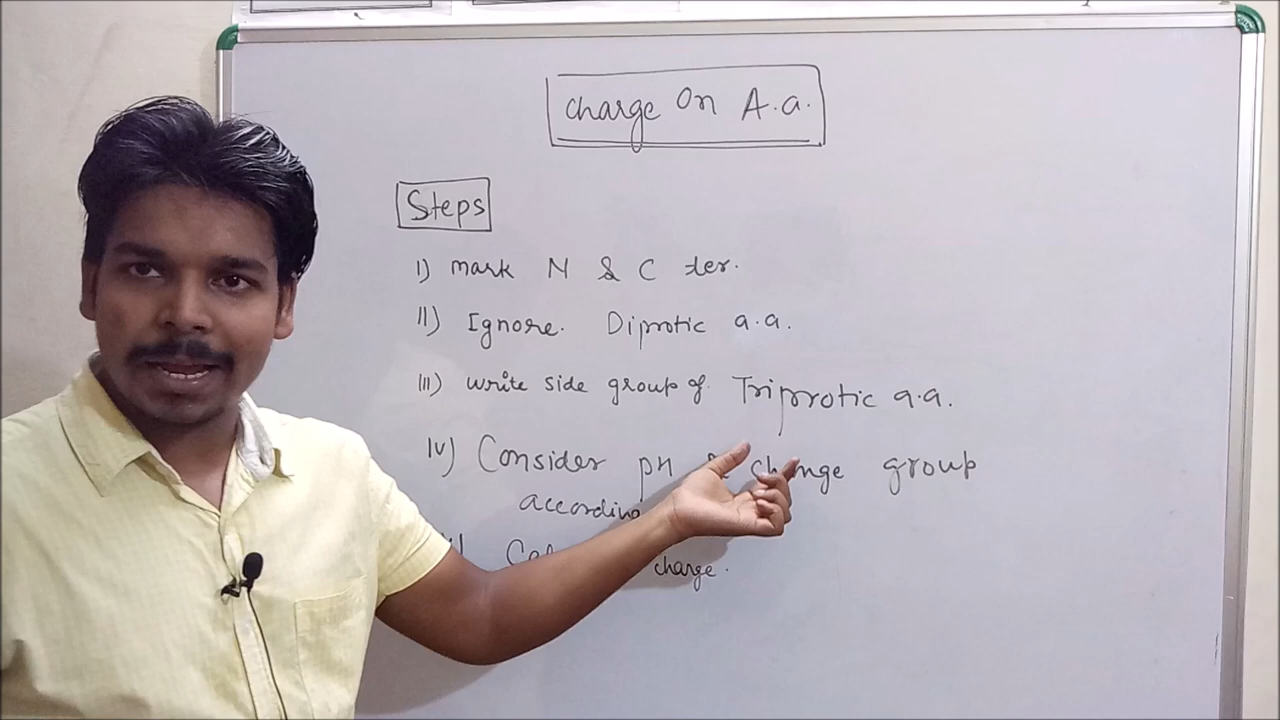 Charge On A.a.
Steps
I) mark N & C ter.
II) Ignore. Diprotic a.a.
III) write side group of Triprotic a.a.
IV) Consider pH & change group
according
charge.